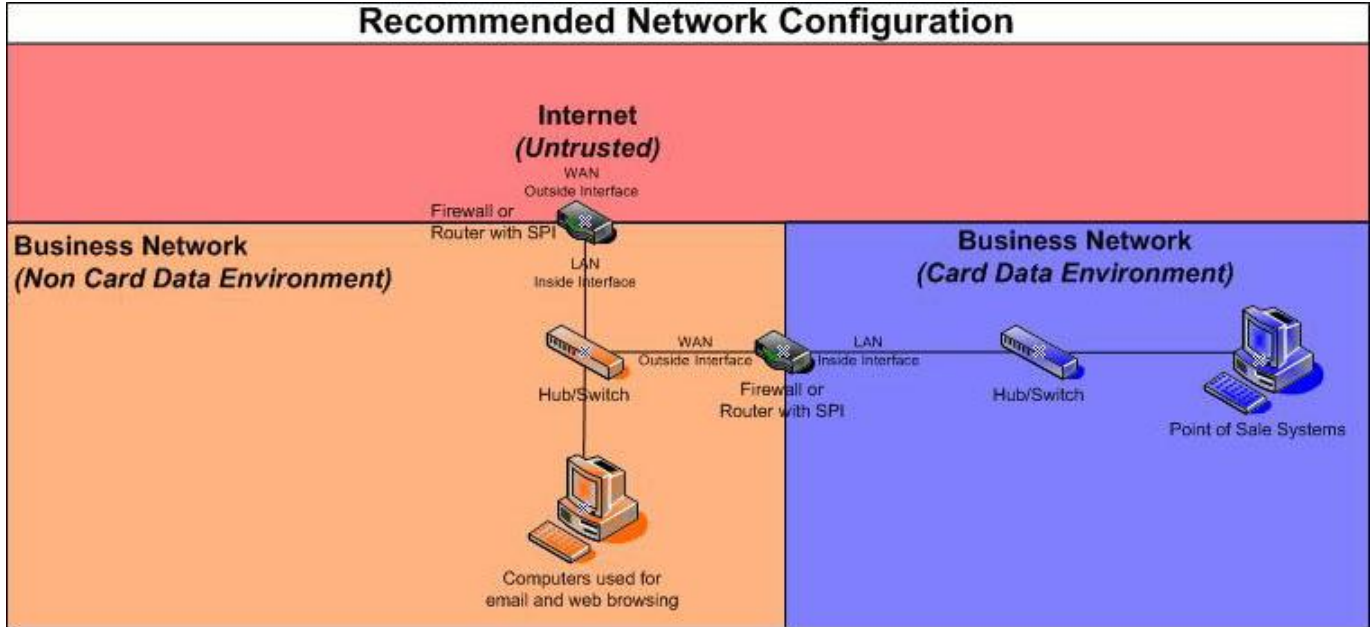 Recommended Network Configuration
Internet
(Untrusted)
WAN
Outside Interface
Firewall or
Router with SPI
LAN
Inside Interface
Business Network
(Non Card Data Environment)
Business Network
(Card Data Environment)
Hub/Switch
WAN
Outside Interface
LAN
Inside Interface
Firewall or
Router with SPI
Hub/Switch
Point of Sale Systems
Computers used for
email and web browsing